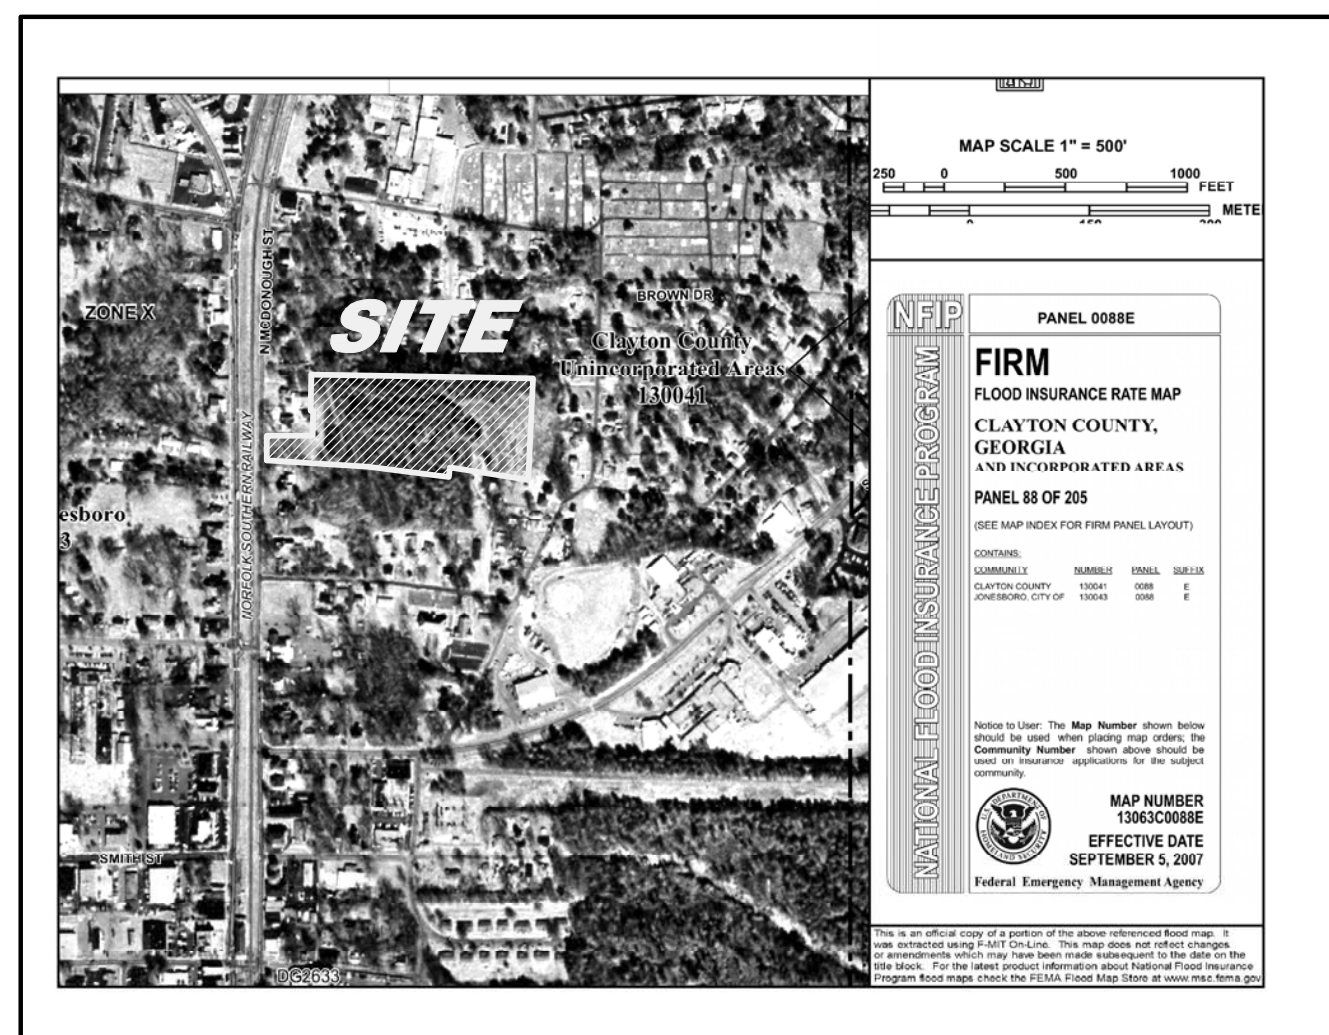 ZONE X
N MCDONOUGH ST
NORFOLK SOUTHERN RAILWAY
SITE
BROWN DR
Clayton County
Unincorporated Areas
130041
esboro
3
SMITH ST
DG2633
MAP SCALE 1" = 500'
250 0 500 1000
FEET
METE
NFIP
NATIONAL FLOOD INSURANCE PROGRAM
PANEL 0088E
FIRM
FLOOD INSURANCE RATE MAP
CLAYTON COUNTY,
GEORGIA
AND INCORPORATED AREAS
PANEL 88 OF 205
(SEE MAP INDEX FOR FIRM PANEL LAYOUT)
CONTAINS:
COMMUNITY NUMBER PANEL SUFFIX
CLAYTON COUNTY 130041 0088 E
JONESBORO, CITY OF 130043 0088 E
Notice to User: The Map Number shown below
should be used when placing map orders; the
Community Number shown above should be
used on insurance applications for the subject
community.
U.S. DEPARTMENT OF HOMELAND SECURITY
MAP NUMBER
13063C0088E
EFFECTIVE DATE
SEPTEMBER 5, 2007
Federal Emergency Management Agency
This is an official copy of a portion of the above referenced flood map. It
was extracted using F-MIT On-Line. This map does not reflect changes
or amendments which may have been made subsequent to the date on the
title block. For the latest product information about National Flood Insurance
Program flood maps check the FEMA Flood Map Store at www.msc.fema.gov